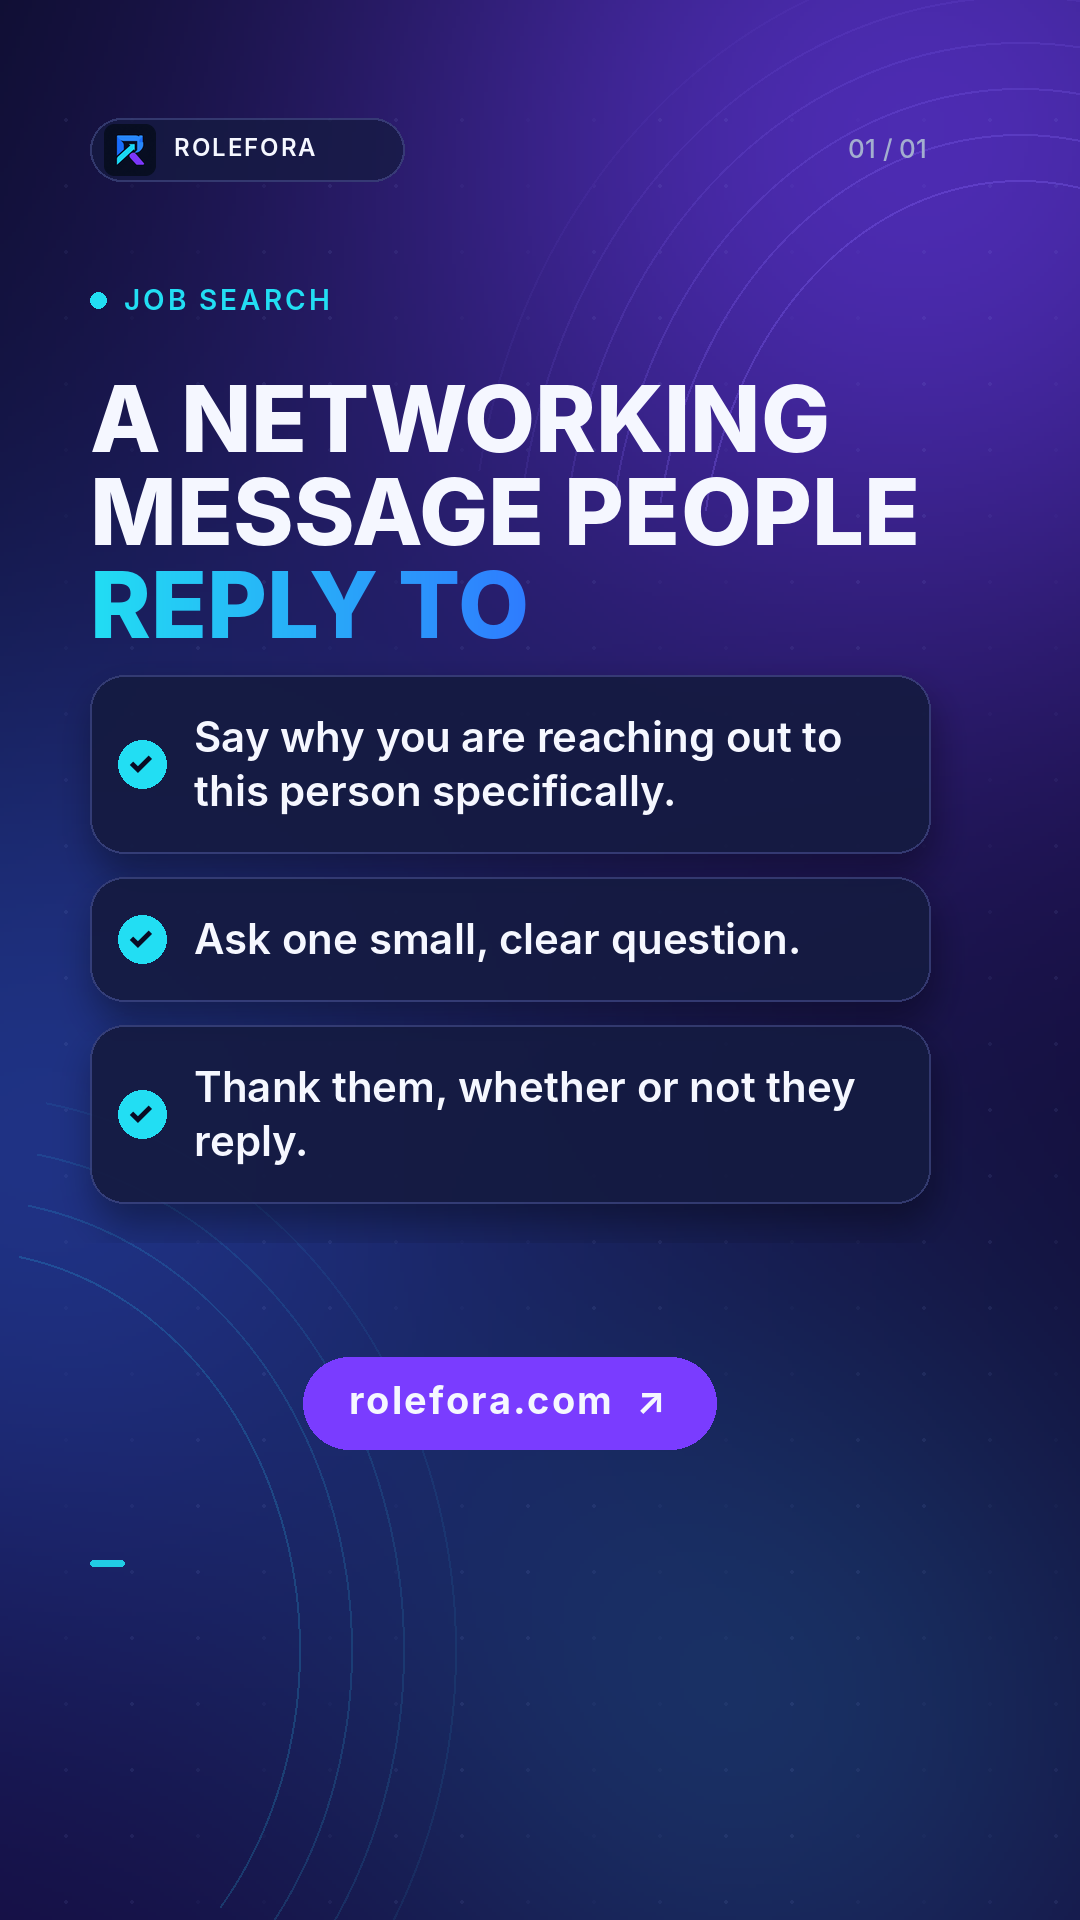 ROLEFORA
01 / 01
JOB SEARCH
A NETWORKING
MESSAGE PEOPLE
REPLY TO
Say why you are reaching out to
this person specifically.
Ask one small, clear question.
Thank them, whether or not they
reply.
rolefora.com